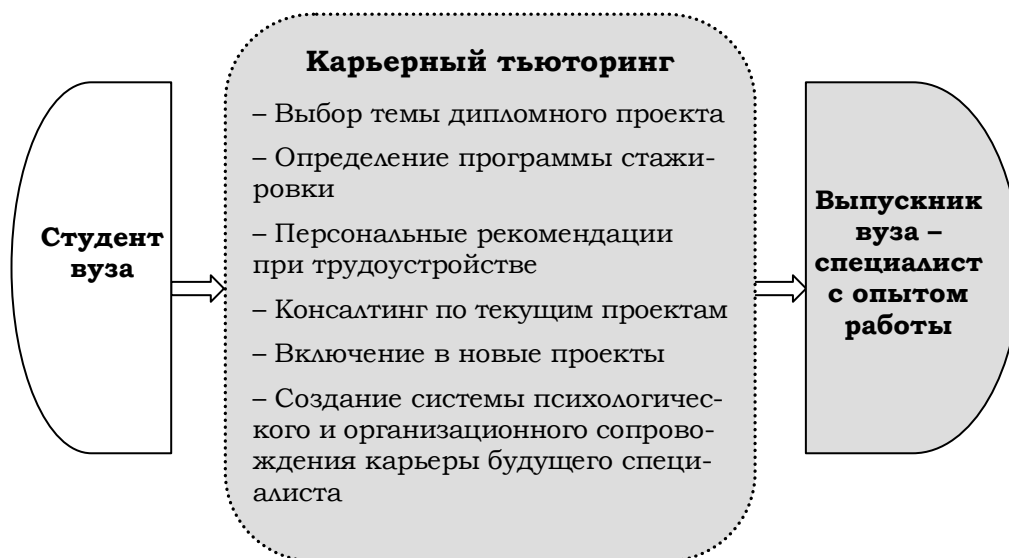 Студент
вуза
Карьерный тьюторинг
– Выбор темы дипломного проекта
– Определение программы стажи-
ровки
– Персональные рекомендации
при трудоустройстве
– Консалтинг по текущим проектам
– Включение в новые проекты
– Создание системы психологичес-
кого и организационного сопрово-
ждения карьеры будущего специ-
алиста
Выпускник
вуза –
специалист
с опытом
работы